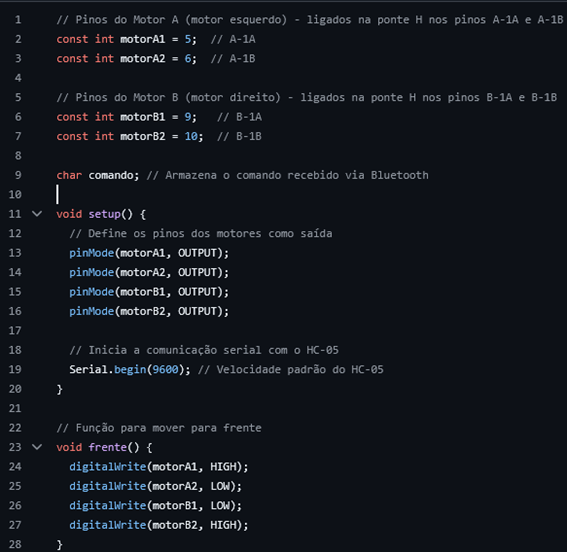 1 // Pinos do Motor A (motor esquerdo) - ligados na ponte H nos pinos A-1A e A-1B
2 const int motorA1 = 5;  // A-1A
3 const int motorA2 = 6;  // A-1B
4
5 // Pinos do Motor B (motor direito) - ligados na ponte H nos pinos B-1A e B-1B
6 const int motorB1 = 9;   // B-1A
7 const int motorB2 = 10;  // B-1B
8
9 char comando; // Armazena o comando recebido via Bluetooth
10
11 void setup() {
12   // Define os pinos dos motores como saída
13   pinMode(motorA1, OUTPUT);
14   pinMode(motorA2, OUTPUT);
15   pinMode(motorB1, OUTPUT);
16   pinMode(motorB2, OUTPUT);
17
18   // Inicia a comunicação serial com o HC-05
19   Serial.begin(9600); // Velocidade padrão do HC-05
20 }
21
22 // Função para mover para frente
23 void frente() {
24   digitalWrite(motorA1, HIGH);
25   digitalWrite(motorA2, LOW);
26   digitalWrite(motorB1, LOW);
27   digitalWrite(motorB2, HIGH);
28 }